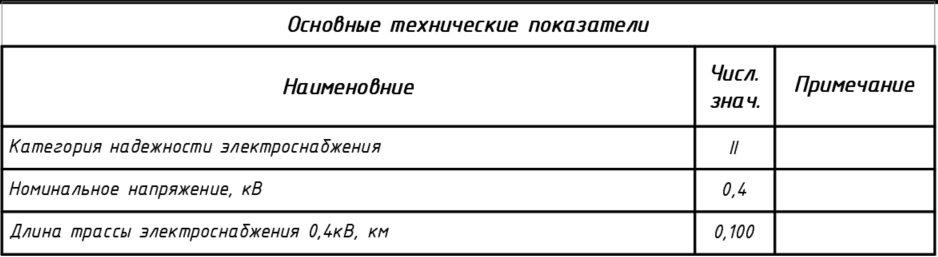 Основные технические показатели
Наименовние
Числ.
знач.
Примечание
Категория надежности электроснабжения
II
Номинальное напряжение, кВ
0,4
Длина трассы электроснабжения 0,4кВ, км
0,100